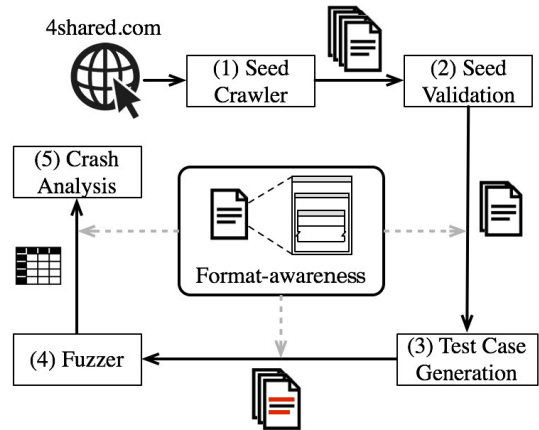 4shared.com
(1) Seed
Crawler
(2) Seed
Validation
(5) Crash
Analysis
Format-awareness
(4) Fuzzer
(3) Test Case
Generation